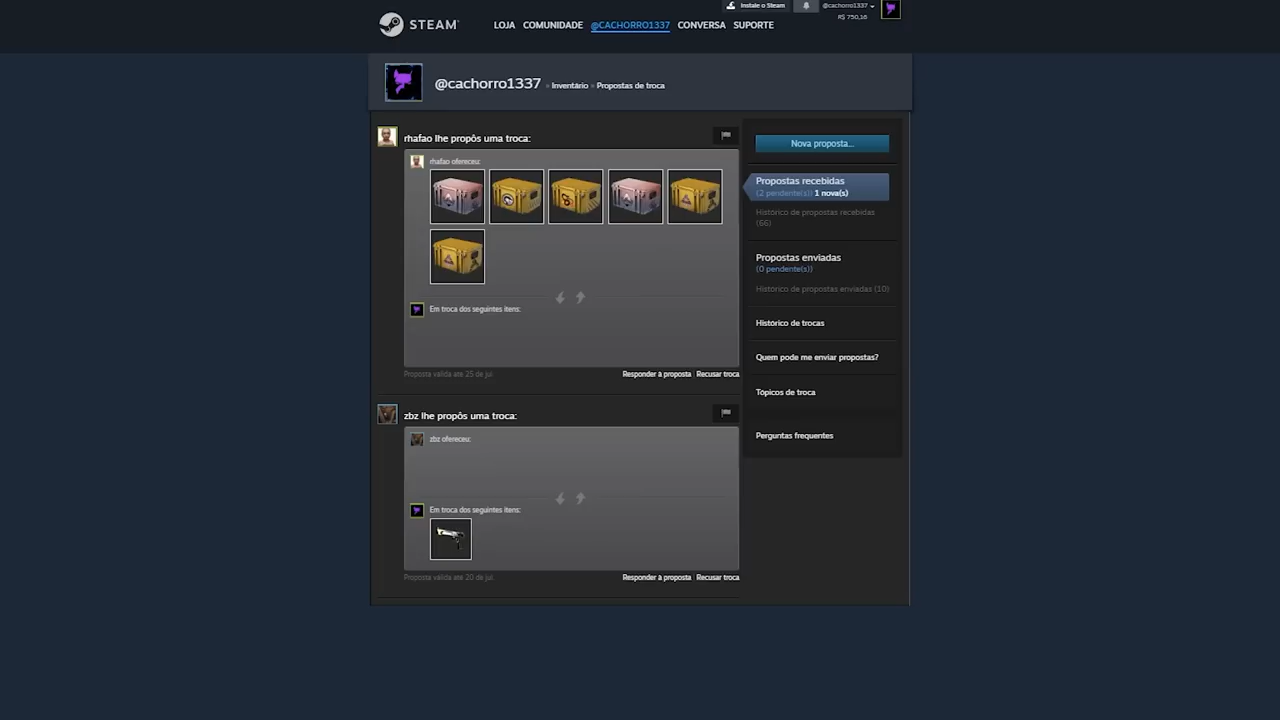 Instale o Steam
@cachorro1337
R$ 750,16
STEAM
LOJA COMUNIDADE @CACHORRO1337 CONVERSA SUPORTE
@cachorro1337 » Inventário » Propostas de troca
rhafao lhe propôs uma troca:
rhafao ofereceu:
Em troca dos seguintes itens:
Proposta válida até 25 de jul.
Responder à proposta | Recusar troca
zbz lhe propôs uma troca:
zbz ofereceu:
Em troca dos seguintes itens:
Proposta válida até 20 de jul.
Responder à proposta | Recusar troca
Nova proposta...
Propostas recebidas
(2 pendente(s)) 1 nova(s)
Histórico de propostas recebidas
(66)
Propostas enviadas
(0 pendente(s))
Histórico de propostas enviadas (10)
Histórico de trocas
Quem pode me enviar propostas?
Tópicos de troca
Perguntas frequentes